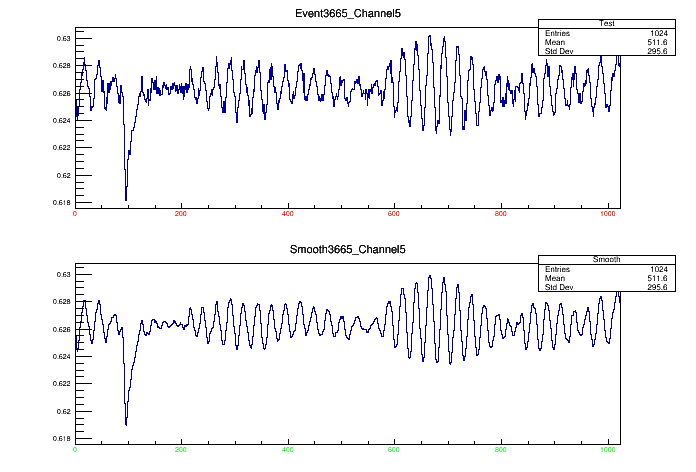 Event3665_Channel5
Test
Entries 1024
Mean 511.6
Std Dev 295.6
0.63
0.628
0.626
0.624
0.622
0.62
0.618
0 200 400 600 800 1000
Smooth3665_Channel5
Smooth
Entries 1024
Mean 511.6
Std Dev 295.6
0.63
0.628
0.626
0.624
0.622
0.62
0.618
0 200 400 600 800 1000